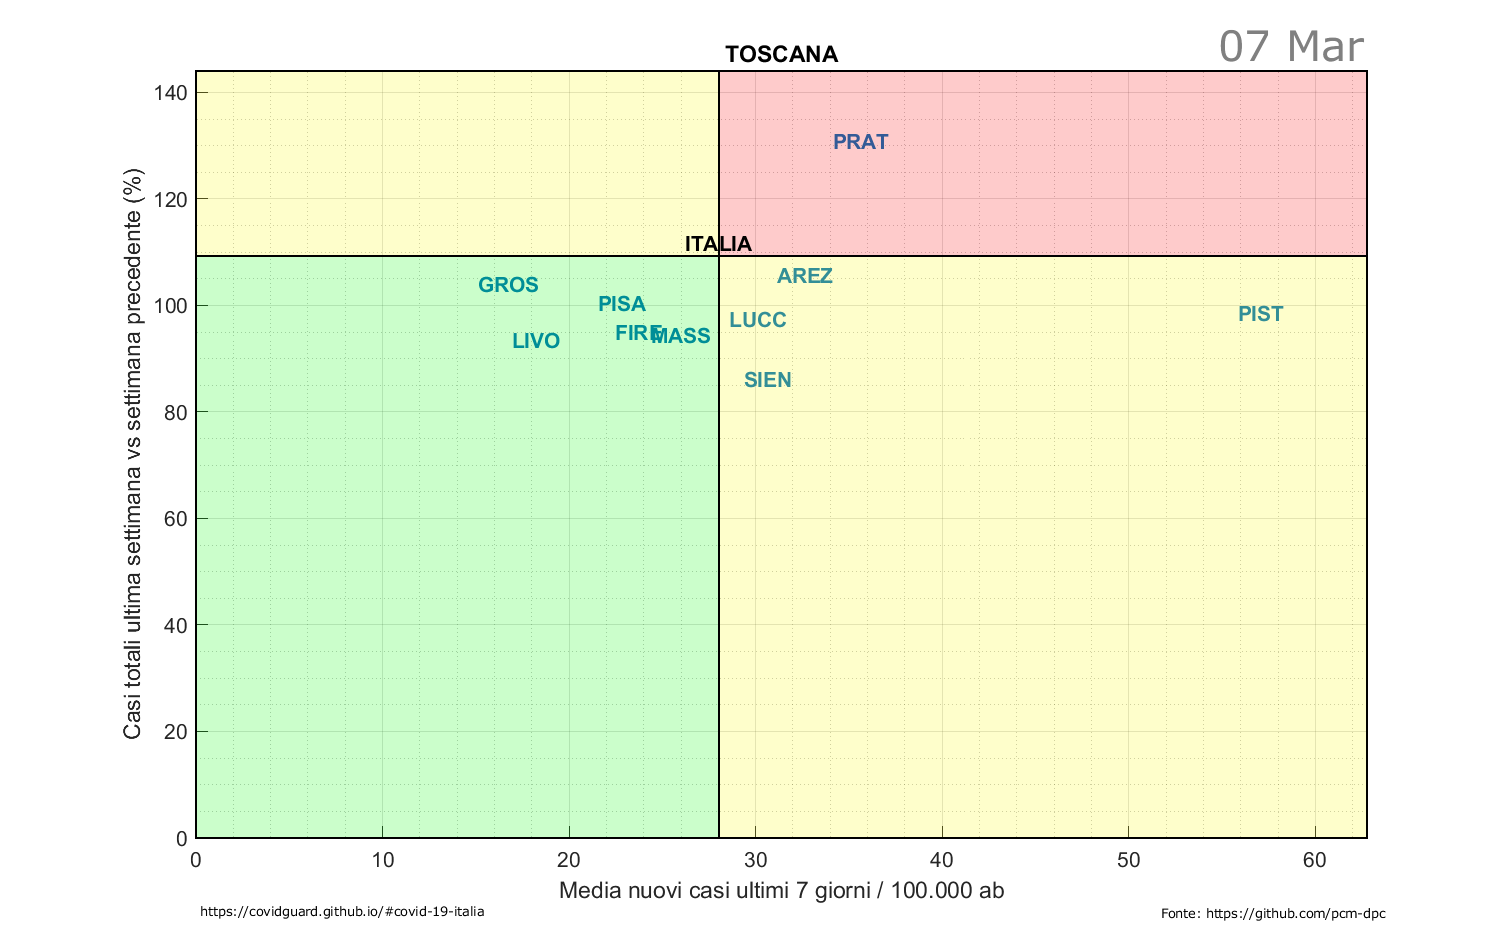 07 Mar
TOSCANA
Casi totali ultima settimana vs settimana precedente (%)
140
120
100
80
60
40
20
0
PRAT
ITALIA
AREZ
GROS
PISA
PIST
LUCC
FIRE
MASS
LIVO
SIEN
0 10 20 30 40 50 60
Media nuovi casi ultimi 7 giorni / 100.000 ab
https://covidguard.github.io/#covid-19-italia
Fonte: https://github.com/pcm-dpc